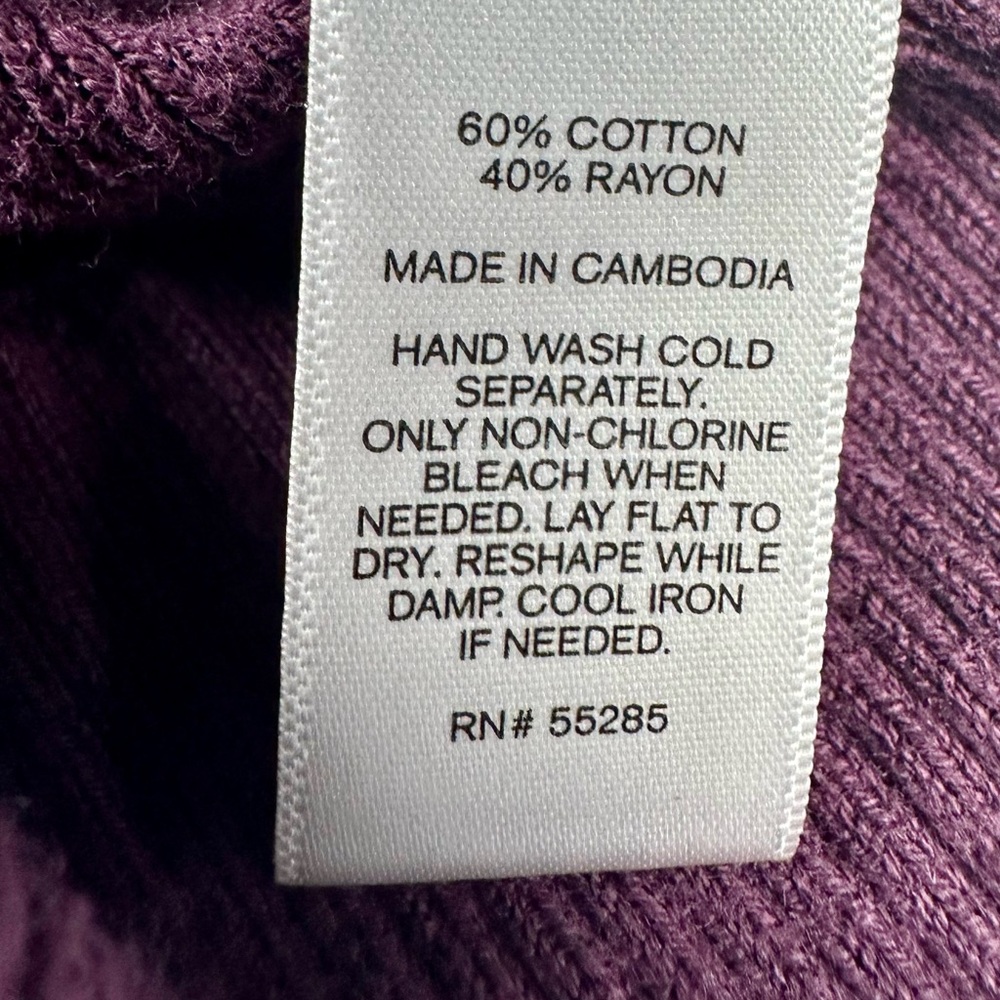 60% COTTON
40% RAYON
MADE IN CAMBODIA
HAND WASH COLD
SEPARATELY.
ONLY NON-CHLORINE
BLEACH WHEN
NEEDED. LAY FLAT TO
DRY. RESHAPE WHILE
DAMP. COOL IRON
IF NEEDED.
RN# 55285